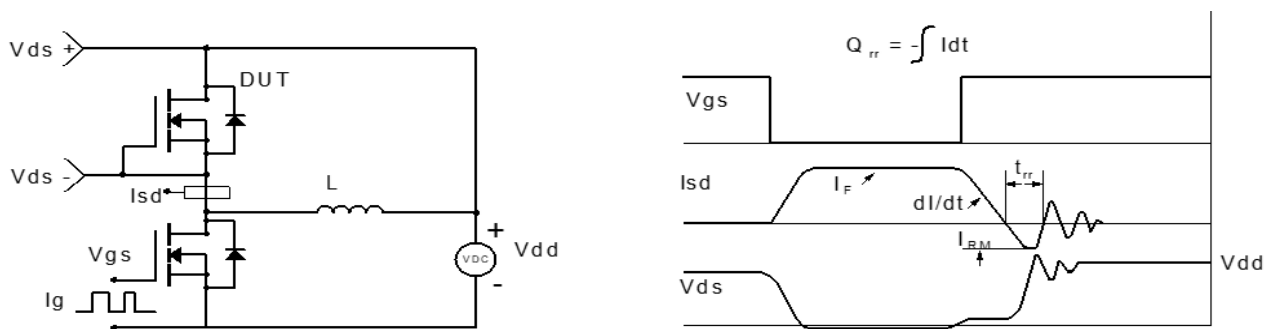 Vds +
DUT
Vds -
Isd
L
Vgs
Ig
VDC
+
-
Vdd
Q rr = -∫ Idt
Vgs
Isd
I F
dI/dt
t rr
I RM
Vds
Vdd